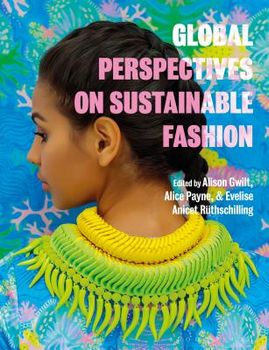 GLOBAL
PERSPECTIVES
ON SUSTAINABLE
FASHION
Edited by Alison Gwilt,
Alice Payne, & Evelise
Anicet Rüthschilling